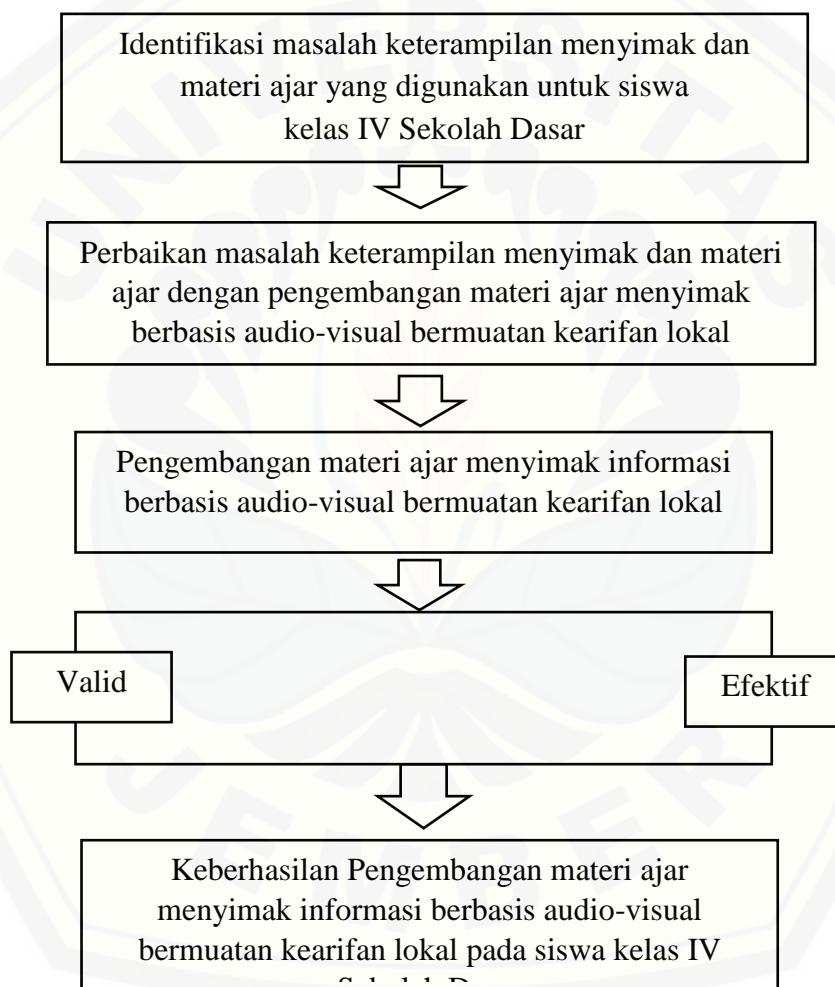 UNIVERSITAS
Identifikasi masalah keterampilan menyimak dan
materi ajar yang digunakan untuk siswa
kelas IV Sekolah Dasar
Perbaikan masalah keterampilan menyimak dan materi
ajar dengan pengembangan materi ajar menyimak
berbasis audio-visual bermuatan kearifan lokal
Pengembangan materi ajar menyimak informasi
berbasis audio-visual bermuatan kearifan lokal
Valid
Efektif
JEMBER
Keberhasilan Pengembangan materi ajar
menyimak informasi berbasis audio-visual
bermuatan kearifan lokal pada siswa kelas IV